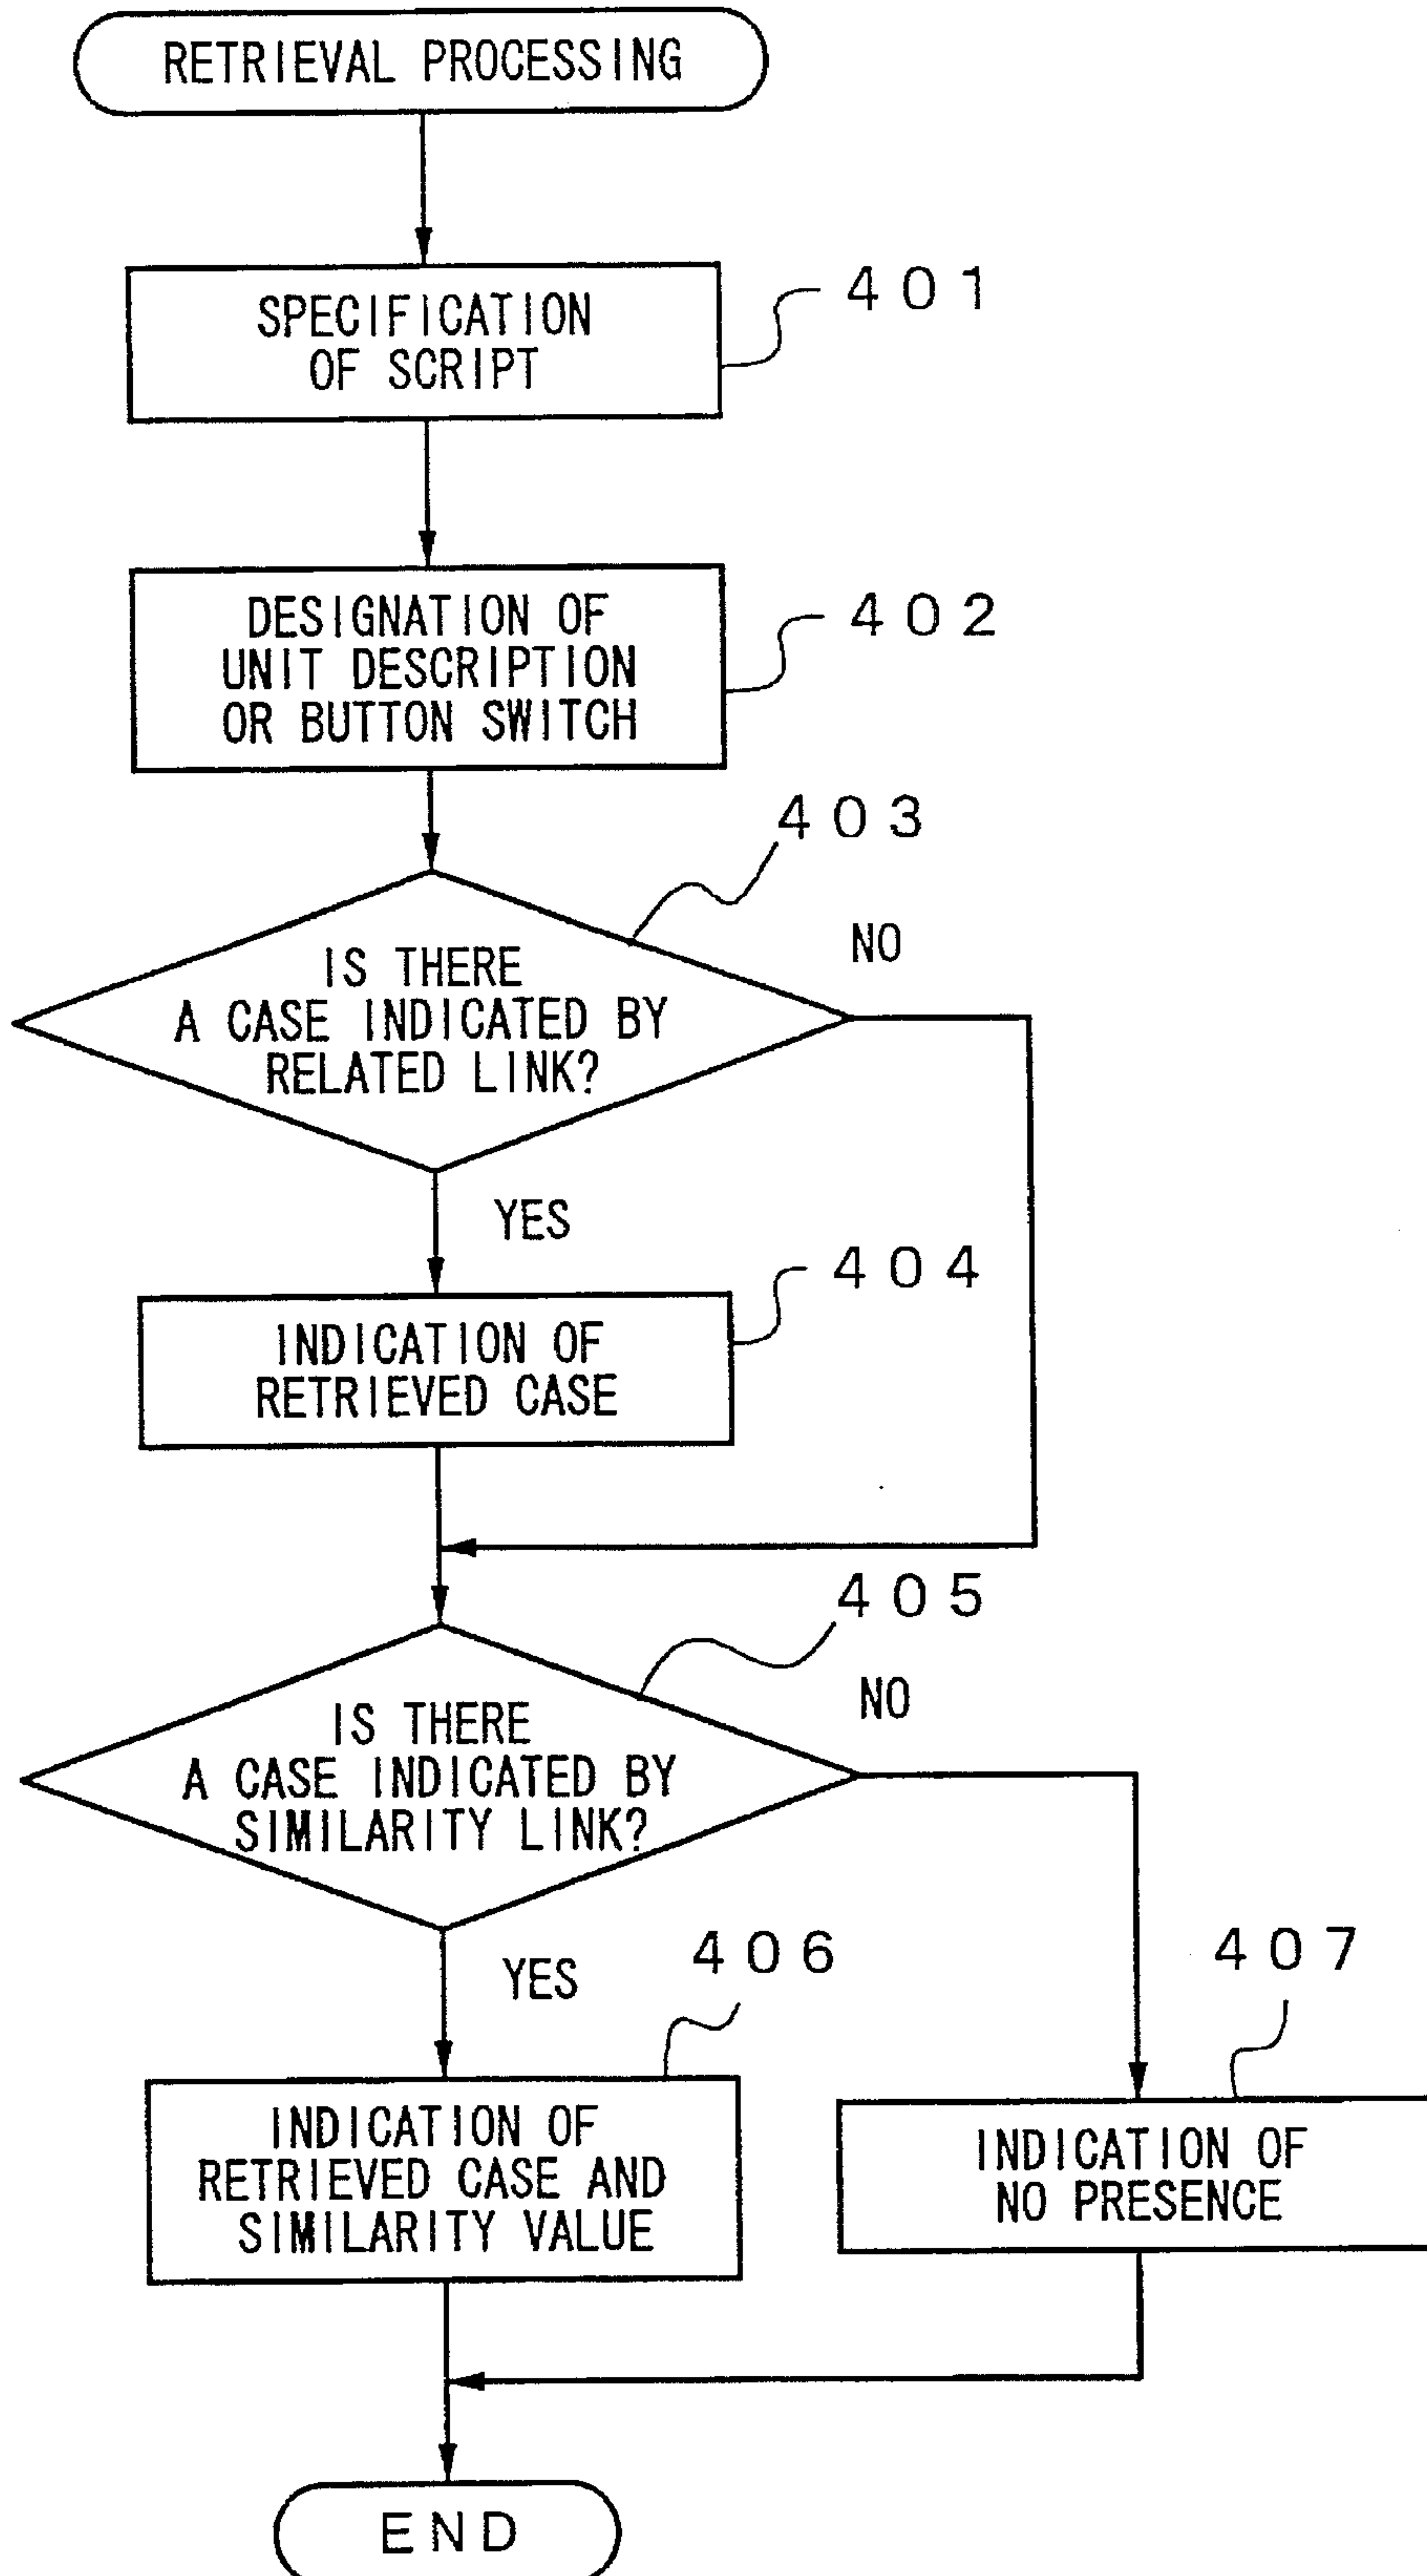 RETRIEVAL PROCESSING
SPECIFICATION
OF SCRIPT
401
DESIGNATION OF
UNIT DESCRIPTION
OR BUTTON SWITCH
402
403
IS THERE
A CASE INDICATED BY
RELATED LINK?
NO
YES
404
INDICATION OF
RETRIEVED CASE
405
IS THERE
A CASE INDICATED BY
SIMILARITY LINK?
NO
YES
406
407
INDICATION OF
RETRIEVED CASE AND
SIMILARITY VALUE
INDICATION OF
NO PRESENCE
END